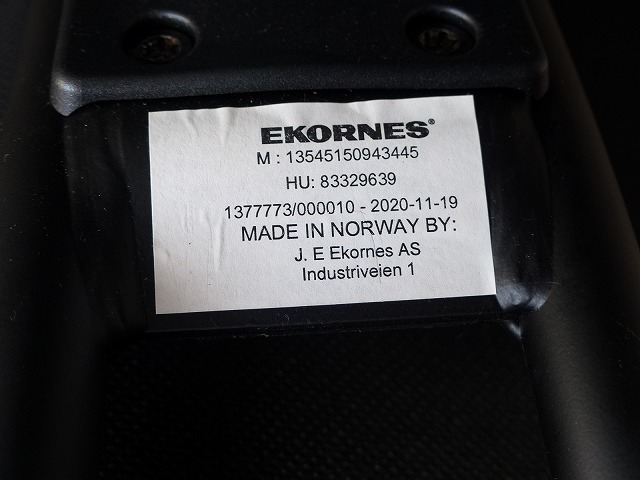 EKORNES®
M : 13545150943445
HU: 83329639
1377773/000010 - 2020-11-19
MADE IN NORWAY BY:
J. E Ekornes AS
Industriveien 1